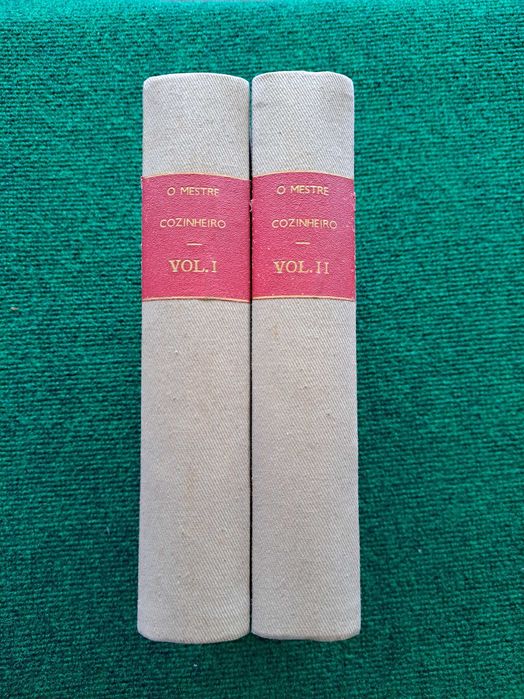 O MESTRE
COZINHEIRO
VOL.I
O MESTRE
COZINHEIRO
VOL.II